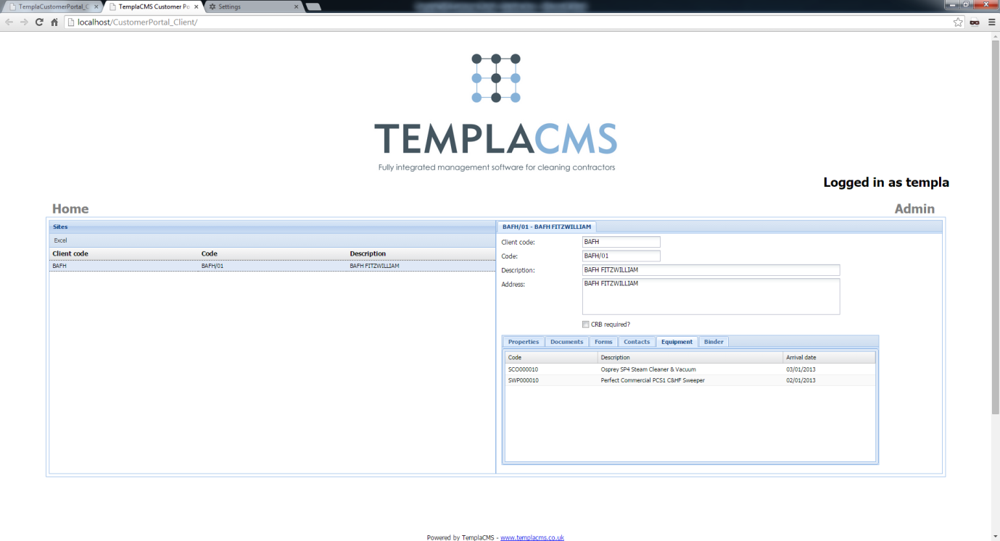 TemplaCustomerPortal_C
TemplaCMS Customer Po
Settings
localhost/CustomerPortal_Client/
TEMPLACMS
Fully integrated management software for cleaning contractors
Logged in as templa
Home Admin
Sites
Excel
Client code Code Description
BAFH BAFH/01 BAFH FITZWILLIAM
BAFH/01 - BAFH FITZWILLIAM
Client code: BAFH
Code: BAFH/01
Description: BAFH FITZWILLIAM
Address: BAFH FITZWILLIAM
CRB required?
Properties Documents Forms Contacts Equipment Binder
Code Description Arrival date
SCO000010 Osprey SP4 Steam Cleaner & Vacuum 03/01/2013
SWP000010 Perfect Commercial PCS1 C&HF Sweeper 02/01/2013
Powered by TemplaCMS - www.templacms.co.uk